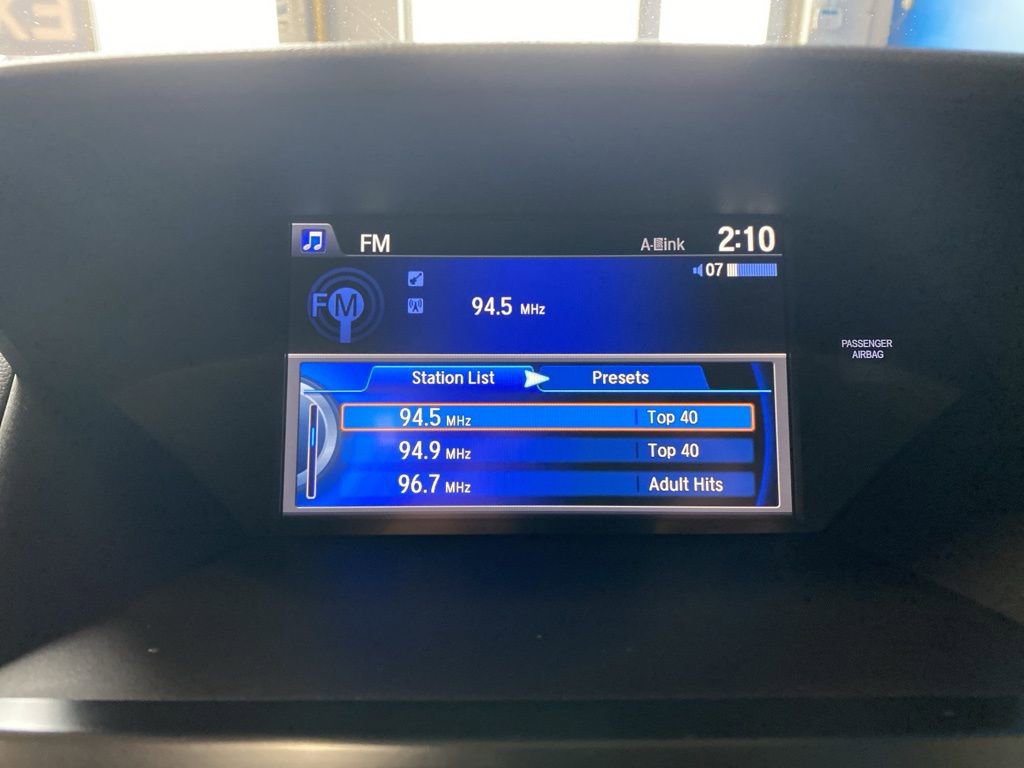 EX
FM
A-Link
2:10
07
FM
94.5 MHz
PASSENGER
AIRBAG
Station List
Presets
94.5 MHz
Top 40
94.9 MHz
Top 40
96.7 MHz
Adult Hits